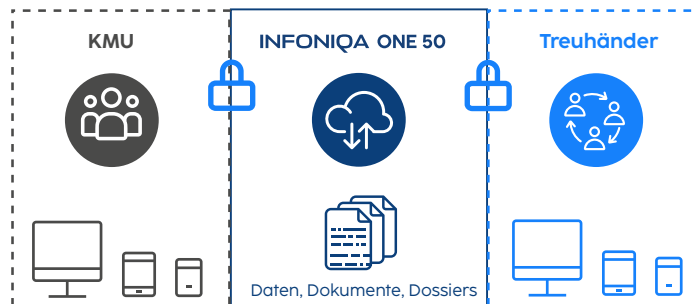 KMU
INFONIQA ONE 50
Treuhänder
Daten, Dokumente, Dossiers